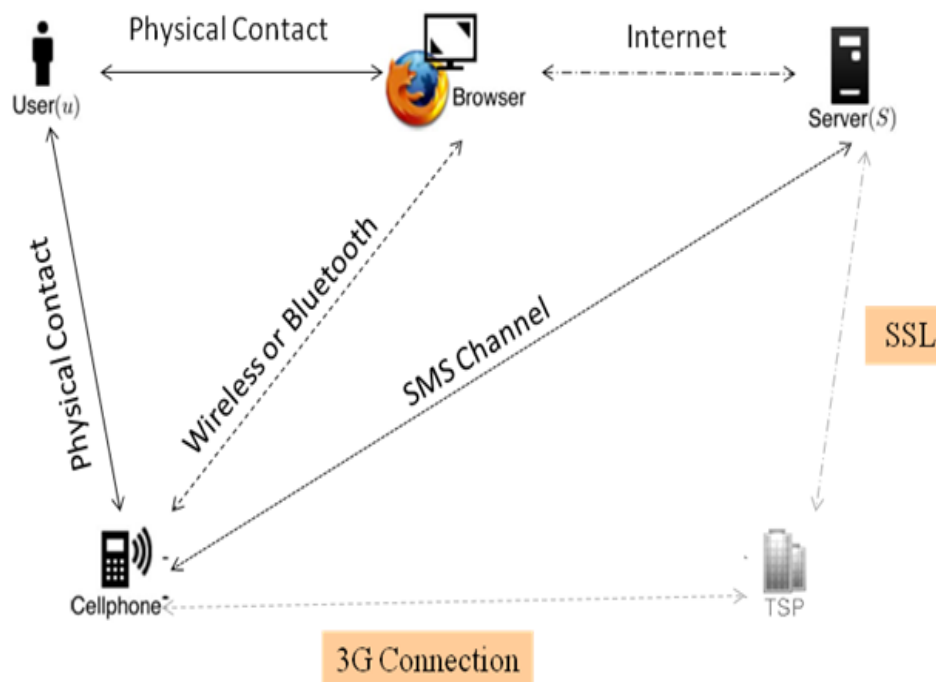 Physical Contact
Internet
User(u)
Browser
Server(S)
Physical Contact
Wireless or Bluetooth
SMS Channel
SSL
Cellphone
TSP
3G Connection